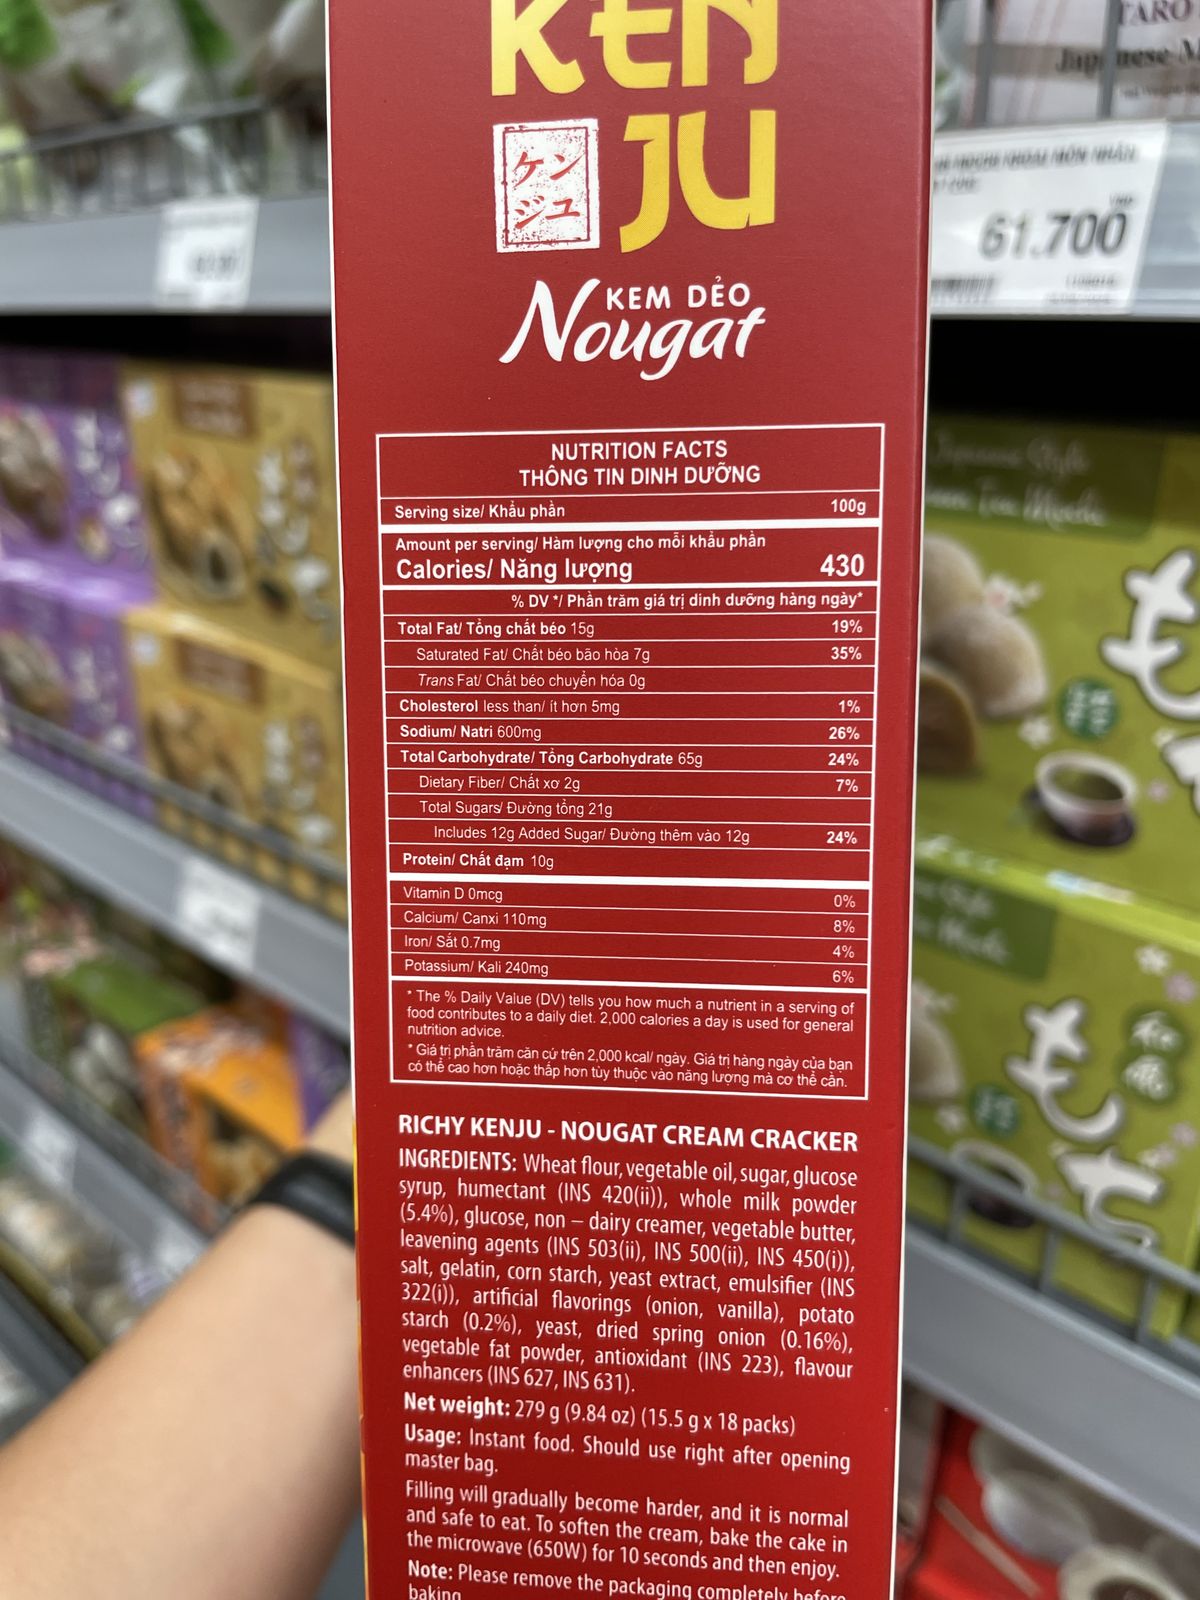 KEN
JU
ケン
ジユ
KEM DẺO
Nougat
NUTRITION FACTS
THÔNG TIN DINH DƯỠNG
Serving size/ Khẩu phần 100g
Amount per serving/ Hàm lượng cho mỗi khẩu phần
Calories/ Năng lượng 430
% DV */ Phần trăm giá trị dinh dưỡng hàng ngày*
Total Fat/ Tổng chất béo 15g 19%
Saturated Fat/ Chất béo bão hòa 7g 35%
Trans Fat/ Chất béo chuyển hóa 0g
Cholesterol less than/ ít hơn 5mg 1%
Sodium/ Natri 600mg 26%
Total Carbohydrate/ Tổng Carbohydrate 65g 24%
Dietary Fiber/ Chất xơ 2g 7%
Total Sugars/ Đường tổng 21g
Includes 12g Added Sugar/ Đường thêm vào 12g 24%
Protein/ Chất đạm 10g
Vitamin D 0mcg 0%
Calcium/ Canxi 110mg 8%
Iron/ Sắt 0.7mg 4%
Potassium/ Kali 240mg 6%
* The % Daily Value (DV) tells you how much a nutrient in a serving of
food contributes to a daily diet. 2,000 calories a day is used for general
nutrition advice.
* Giá trị phần trăm căn cứ trên 2,000 kcal/ ngày. Giá trị hàng ngày của bạn
có thể cao hơn hoặc thấp hơn tùy thuộc vào năng lượng mà cơ thể cần.
RICHY KENJU - NOUGAT CREAM CRACKER
INGREDIENTS: Wheat flour, vegetable oil, sugar, glucose
syrup, humectant (INS 420(ii)), whole milk powder
(5.4%), glucose, non – dairy creamer, vegetable butter,
leavening agents (INS 503(ii), INS 500(ii), INS 450(i)),
salt, gelatin, corn starch, yeast extract, emulsifier (INS
322(i)), artificial flavorings (onion, vanilla), potato
starch (0.2%), yeast, dried spring onion (0.16%),
vegetable fat powder, antioxidant (INS 223), flavour
enhancers (INS 627, INS 631).
Net weight: 279 g (9.84 oz) (15.5 g x 18 packs)
Usage: Instant food. Should use right after opening
master bag.
Filling will gradually become harder, and it is normal
and safe to eat. To soften the cream, bake the cake in
the microwave (650W) for 10 seconds and then enjoy.
Note: Please remove the packaging completely before
baking
TARO
Japanese
61.700
もち
もち